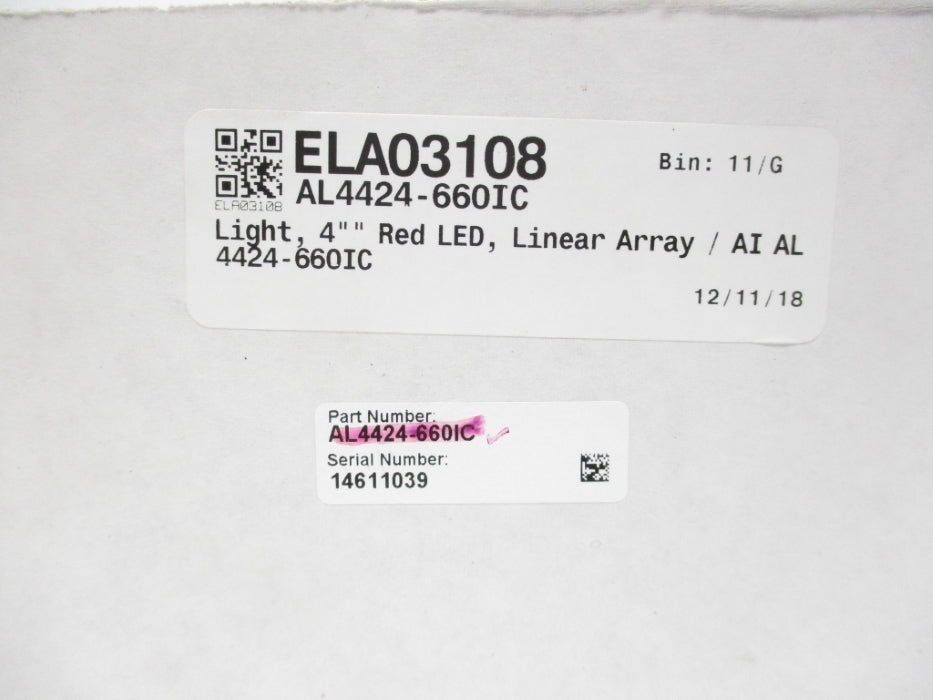 ELA03108
Bin: 11/G
ELA03108
AL4424-660IC
Light, 4"" Red LED, Linear Array / AI AL
4424-660IC
12/11/18
Part Number:
AL4424-660IC
Serial Number:
14611039